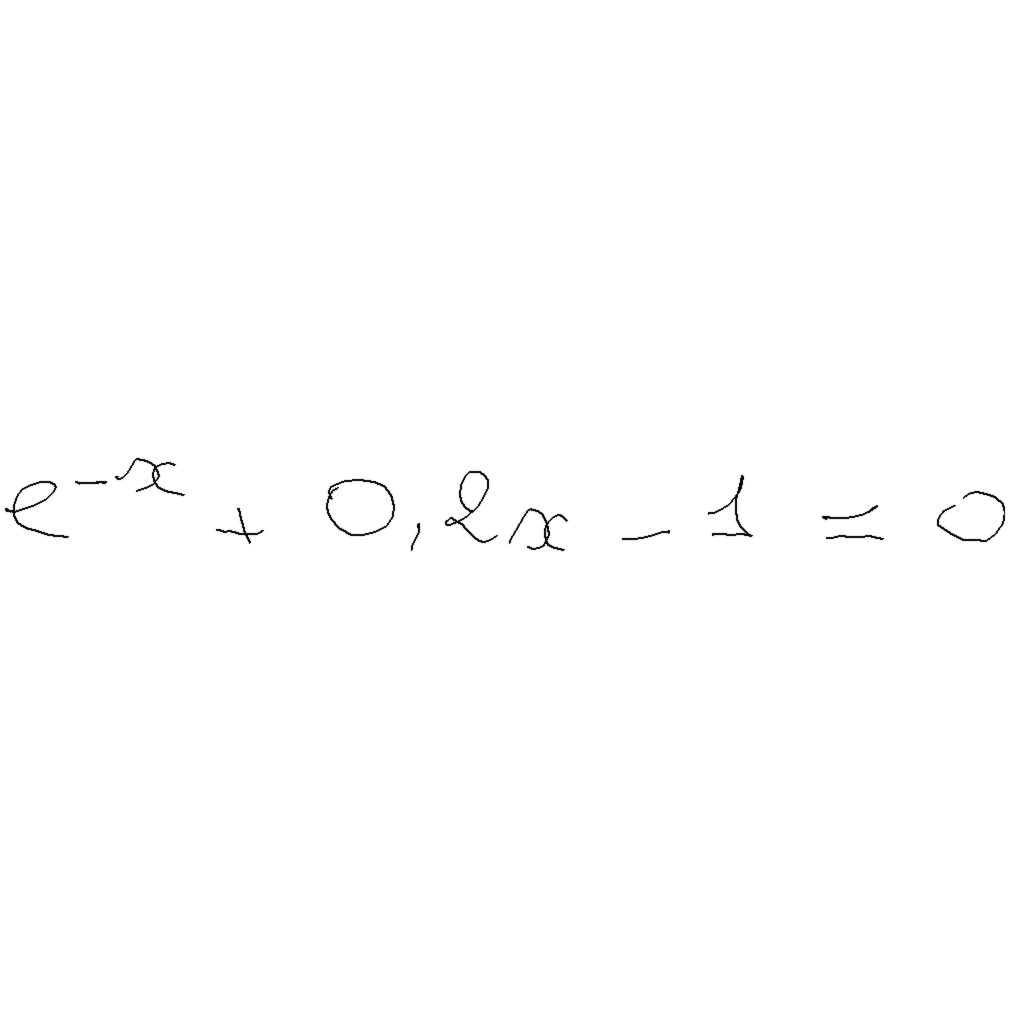 e^{-x} + 0,2x - 1 = 0